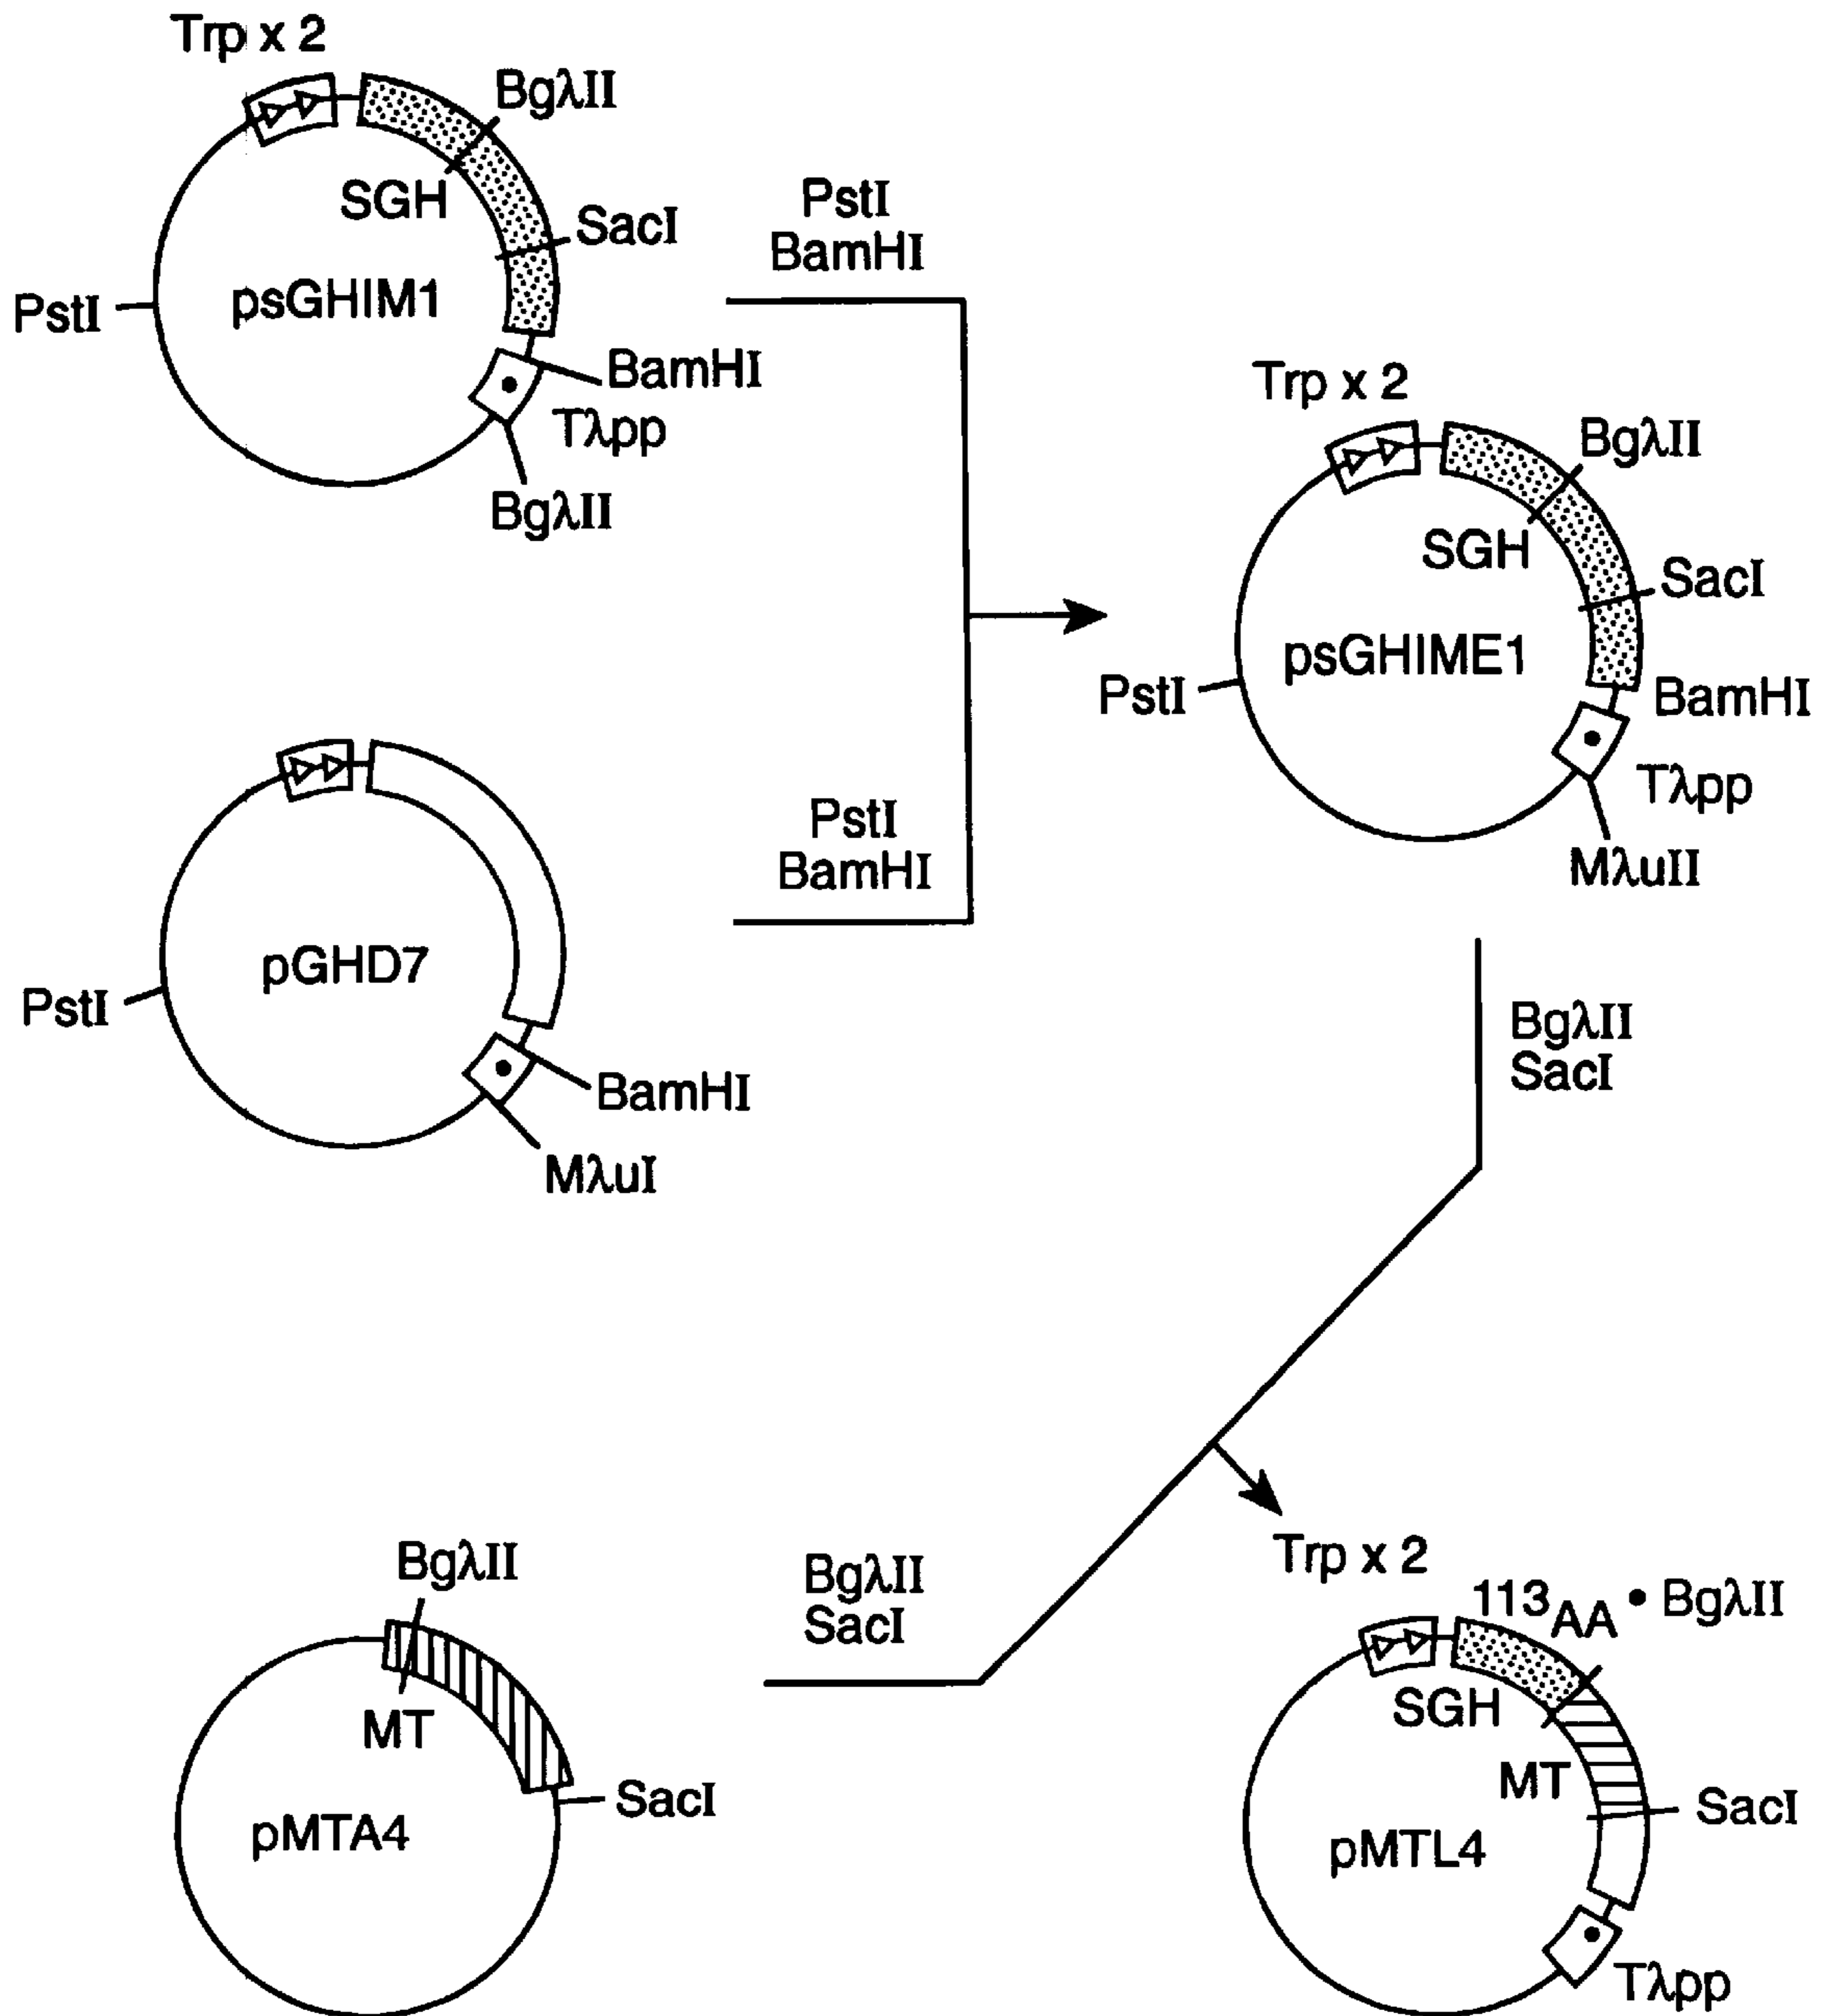 Trp x 2
BgλII
SGH
SacI
PstI
psGHIM1
BamHI
Tλpp
BgλII
PstI
BamHI
Trp x 2
BgλII
SGH
SacI
psGHIME1
PstI
BamHI
Tλpp
MλuII
PstI
BamHI
pGHD7
PstI
BamHI
MλuI
BgλII
SacI
BgλII
MT
SacI
pMTA4
BgλII
SacI
Trp x 2
113AA • BgλII
SGH
MT
SacI
pMTL4
Tλpp